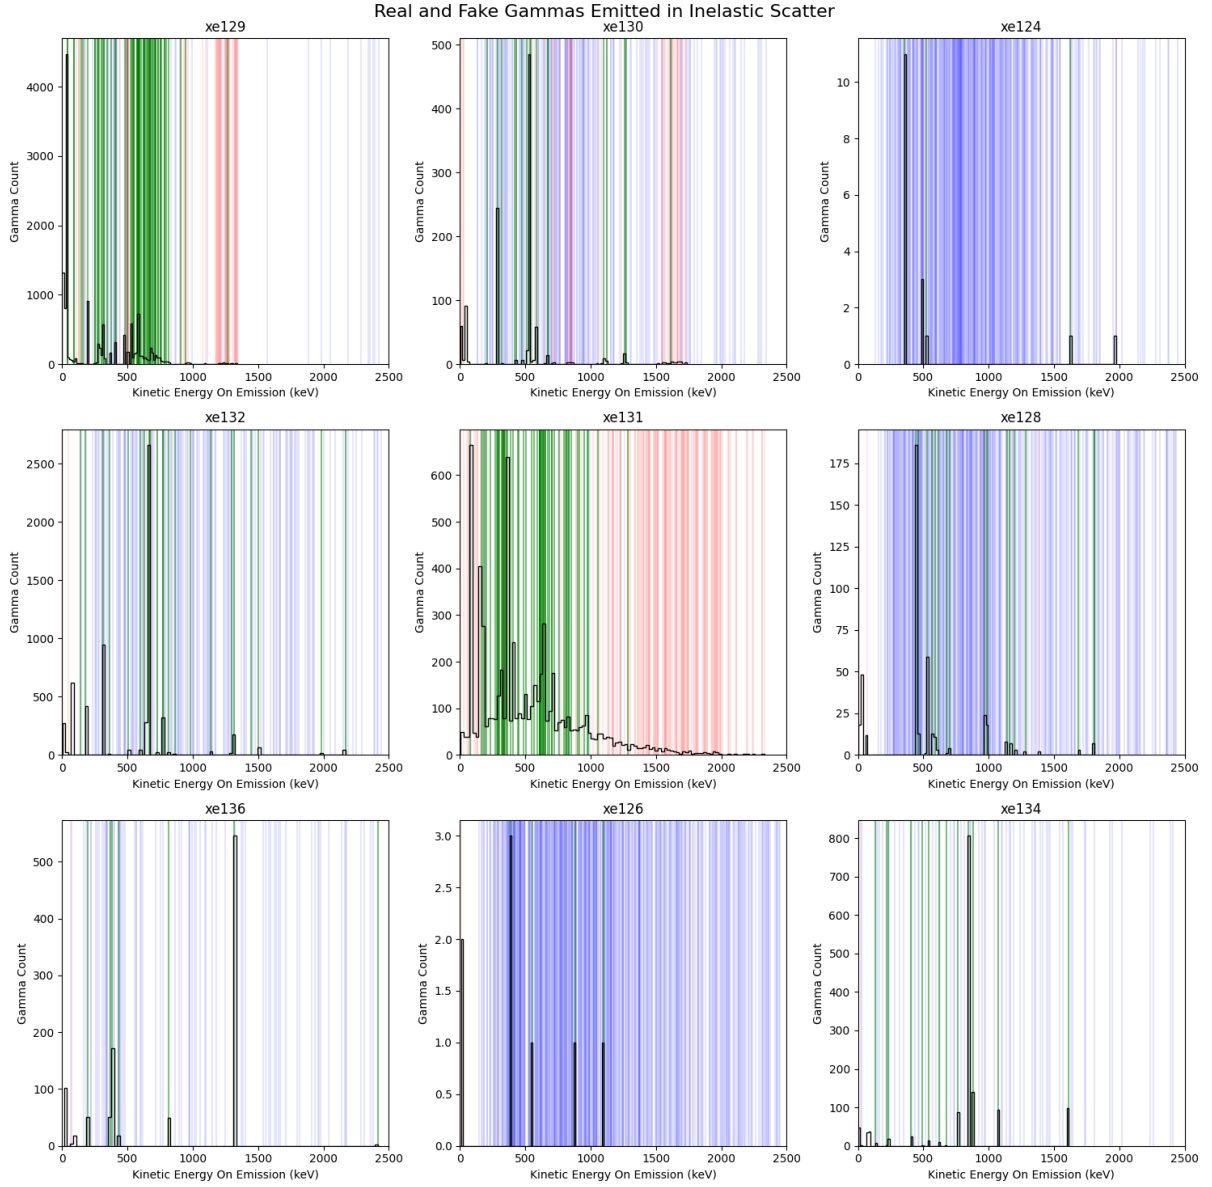 Real and Fake Gammas Emitted in Inelastic Scatter
xe129
xe130
xe124
Gamma Count
4000
3000
2000
1000
0
0 500 1000 1500 2000 2500
Kinetic Energy On Emission (keV)
Gamma Count
500
400
300
200
100
0
0 500 1000 1500 2000 2500
Kinetic Energy On Emission (keV)
Gamma Count
10
8
6
4
2
0
0 500 1000 1500 2000 2500
Kinetic Energy On Emission (keV)
xe132
xe131
xe128
Gamma Count
2500
2000
1500
1000
500
0
0 500 1000 1500 2000 2500
Kinetic Energy On Emission (keV)
Gamma Count
600
500
400
300
200
100
0
0 500 1000 1500 2000 2500
Kinetic Energy On Emission (keV)
Gamma Count
175
150
125
100
75
50
25
0
0 500 1000 1500 2000 2500
Kinetic Energy On Emission (keV)
xe136
xe126
xe134
Gamma Count
500
400
300
200
100
0
0 500 1000 1500 2000 2500
Kinetic Energy On Emission (keV)
Gamma Count
3.0
2.5
2.0
1.5
1.0
0.5
0.0
0 500 1000 1500 2000 2500
Kinetic Energy On Emission (keV)
Gamma Count
800
700
600
500
400
300
200
100
0
0 500 1000 1500 2000 2500
Kinetic Energy On Emission (keV)